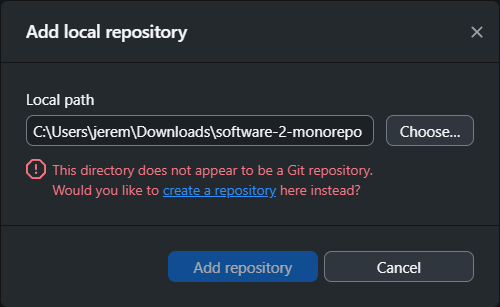 Add local repository
Local path
C:\Users\jerem\Downloads\software-2-monorepo
Choose...
This directory does not appear to be a Git repository.
Would you like to create a repository here instead?
Add repository
Cancel